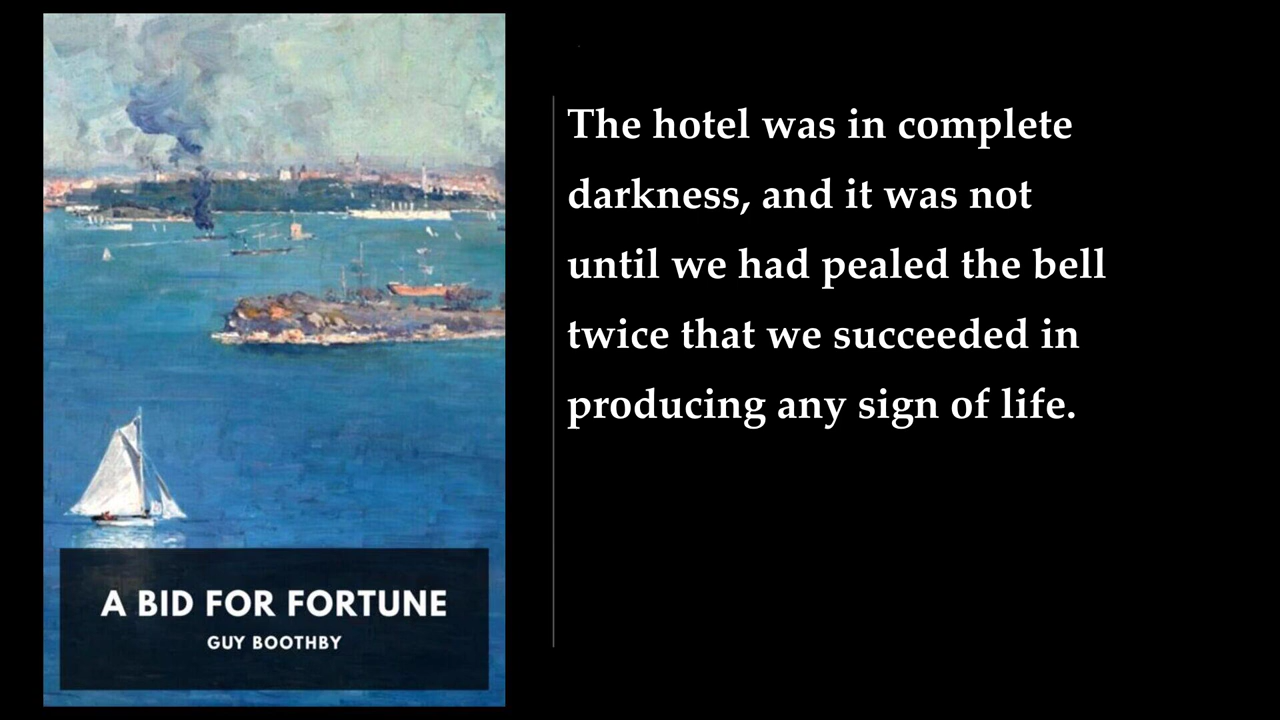 The hotel was in complete
darkness, and it was not
until we had pealed the bell
twice that we succeeded in
producing any sign of life.
A BID FOR FORTUNE
GUY BOOTHBY